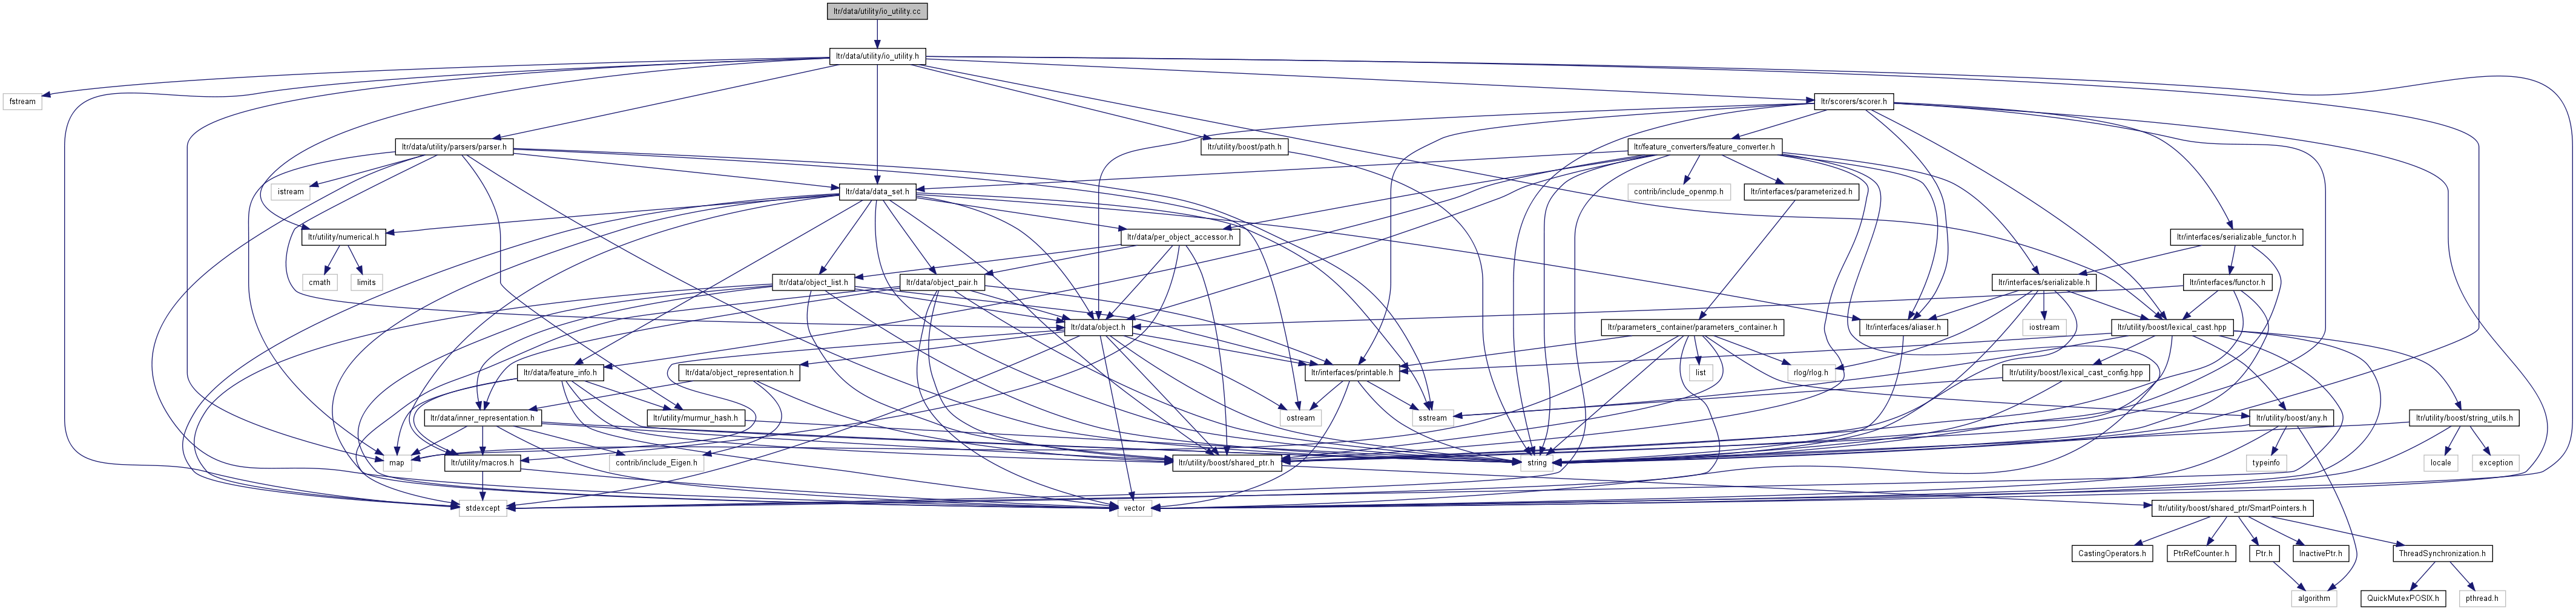 ltr/data/utility/io_utility.cc
ltr/data/utility/io_utility.h
fstream
ltr/scorers/scorer.h
ltr/data/utility/parsers/parser.h
ltr/utility/boost/path.h
ltr/feature_converters/feature_converter.h
istream
ltr/data/data_set.h
contrib/include_openmp.h
ltr/interfaces/parameterized.h
ltr/utility/numerical.h
ltr/data/per_object_accessor.h
ltr/interfaces/serializable_functor.h
cmath
limits
ltr/data/object_list.h
ltr/data/object_pair.h
ltr/interfaces/serializable.h
ltr/interfaces/functor.h
ltr/data/object.h
ltr/parameters_container/parameters_container.h
ltr/interfaces/aliaser.h
iostream
ltr/utility/boost/lexical_cast.hpp
ltr/data/feature_info.h
ltr/data/object_representation.h
ltr/interfaces/printable.h
list
rlog/rlog.h
ltr/utility/boost/lexical_cast_config.hpp
ltr/data/inner_representation.h
ltr/utility/murmur_hash.h
ostream
sstream
ltr/utility/boost/any.h
ltr/utility/boost/string_utils.h
map
ltr/utility/macros.h
contrib/include_Eigen.h
ltr/utility/boost/shared_ptr.h
string
typeinfo
locale
exception
stdexcept
vector
ltr/utility/boost/shared_ptr/SmartPointers.h
CastingOperators.h
PtrRefCounter.h
Ptr.h
InactivePtr.h
ThreadSynchronization.h
algorithm
QuickMutexPOSIX.h
pthread.h